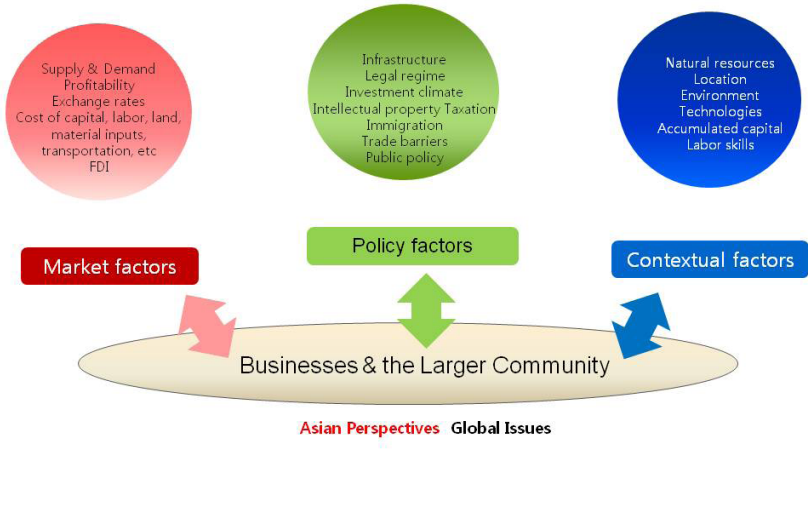 Supply & Demand
Profitability
Exchange rates
Cost of capital, labor, land,
material inputs,
transportation, etc
FDI
Infrastructure
Legal regime
Investment climate
Intellectual property Taxation
Immigration
Trade barriers
Public policy
Natural resources
Location
Environment
Technologies
Accumulated capital
Labor skills
Market factors
Policy factors
Contextual factors
Businesses & the Larger Community
Asian Perspectives Global Issues